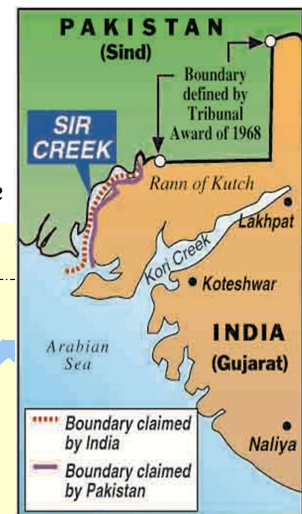 PAKISTAN
(Sind)
Boundary
defined by
Tribunal
Award of 1968
SIR
CREEK
Rann of Kutch
Lakhpat
Kori Creek
Koteshwar
INDIA
(Gujarat)
Arabian
Sea
Naliya
Boundary claimed
by India
Boundary claimed
by Pakistan